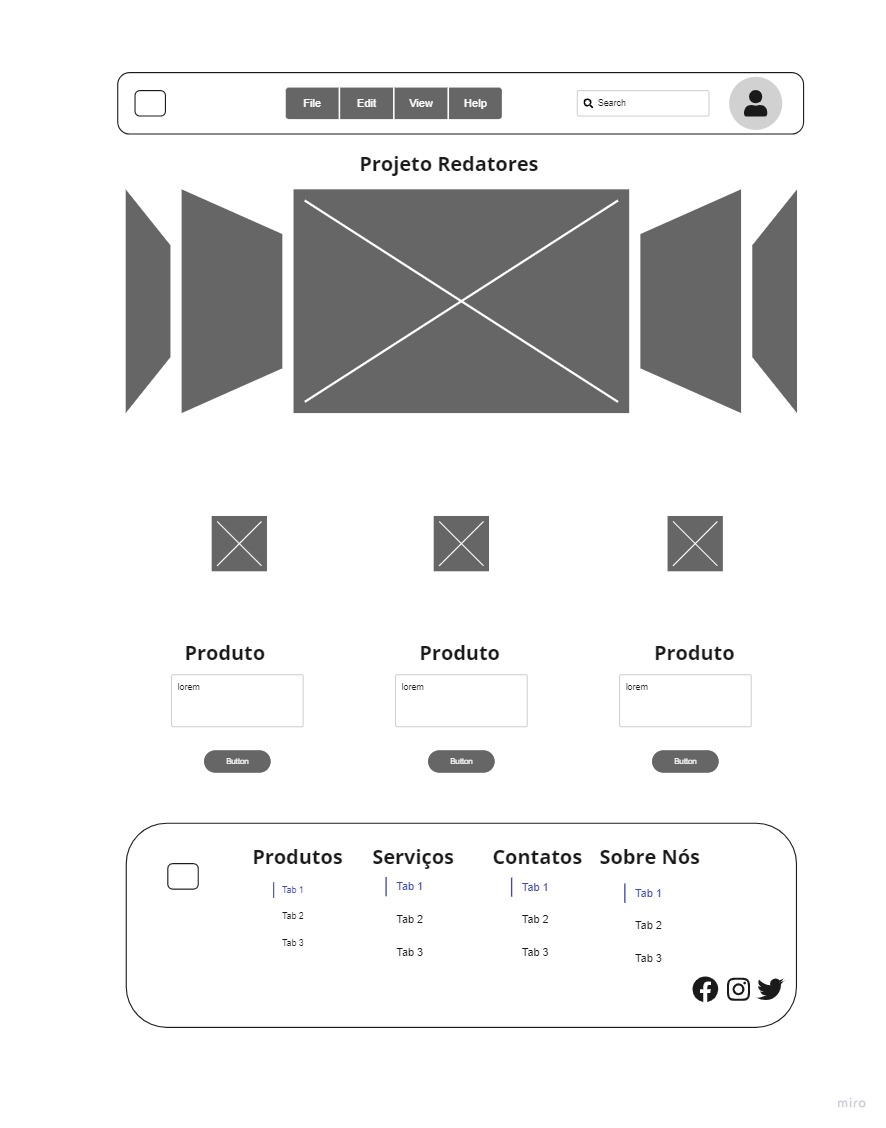 File Edit View Help Search
Projeto Redatores
Produto Produto Produto
lorem lorem lorem
Button Button Button
Produtos Serviços Contatos Sobre Nós
Tab 1 Tab 1 Tab 1 Tab 1
Tab 2 Tab 2 Tab 2 Tab 2
Tab 3 Tab 3 Tab 3 Tab 3
miro